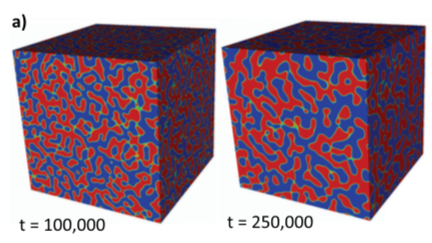 a)
t = 100,000
t = 250,000